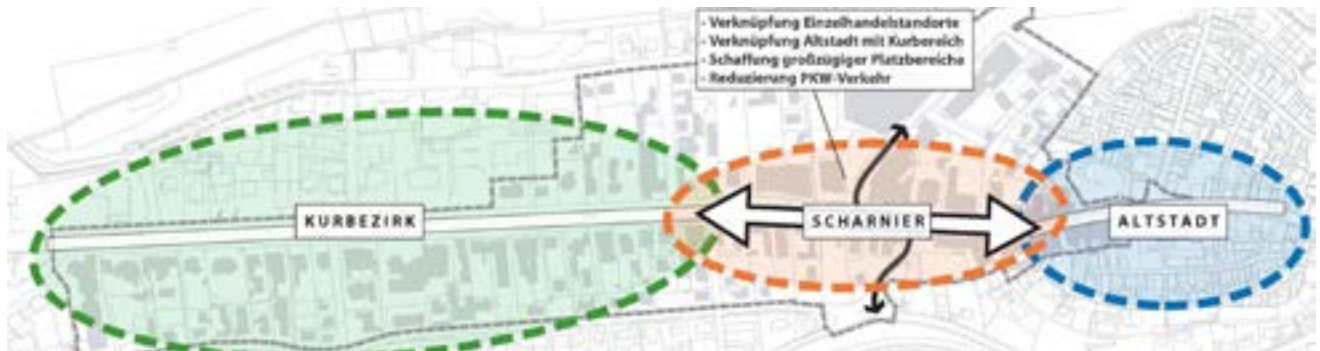 - Verknüpfung Einzelhandelstandorte
- Verknüpfung Altstadt mit Kurbereich
- Schaffung großzügiger Platzbereiche
- Reduzierung PKW-Verkehr
KURBEZIRK
SCHARNIER
ALTSTADT